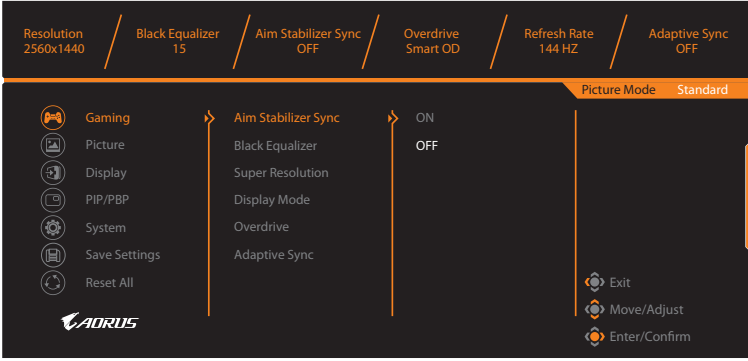 Resolution
2560x1440
Black Equalizer
15
Aim Stabilizer Sync
OFF
Overdrive
Smart OD
Refresh Rate
144 HZ
Adaptive Sync
OFF
Picture Mode Standard
Gaming
Picture
Display
PIP/PBP
System
Save Settings
Reset All
Aim Stabilizer Sync
Black Equalizer
Super Resolution
Display Mode
Overdrive
Adaptive Sync
ON
OFF
Exit
Move/Adjust
Enter/Confirm
AORUS